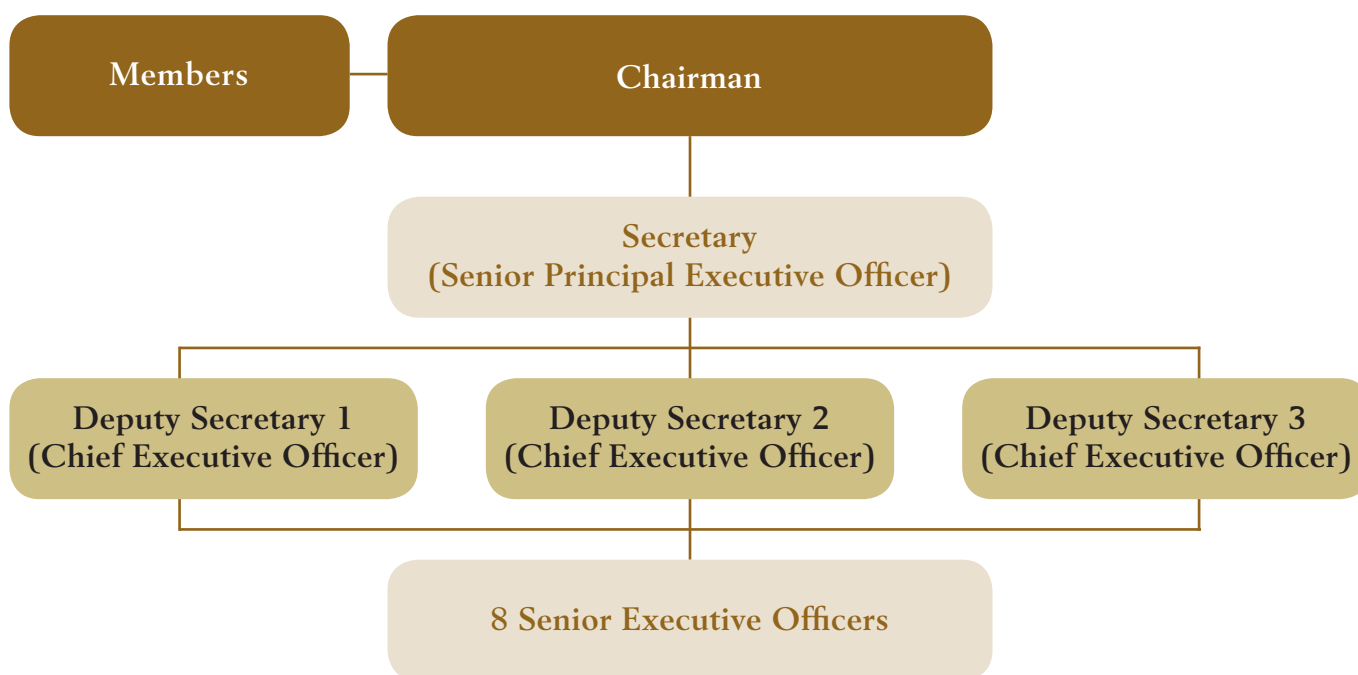 Members
Chairman
Secretary
(Senior Principal Executive Officer)
Deputy Secretary 1
(Chief Executive Officer)
Deputy Secretary 2
(Chief Executive Officer)
Deputy Secretary 3
(Chief Executive Officer)
8 Senior Executive Officers